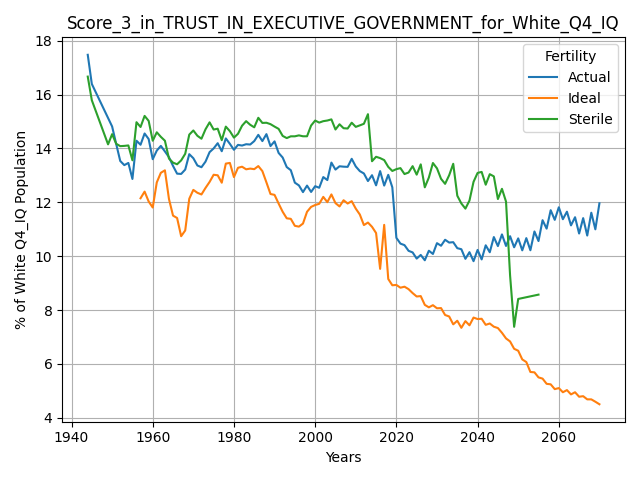 Score_3_in_TRUST_IN_EXECUTIVE_GOVERNMENT_for_White_Q4_IQ
Fertility
Actual
Ideal
Sterile
% of White Q4_IQ Population
18
16
14
12
10
8
6
4
1940 1960 1980 2000 2020 2040 2060
Years